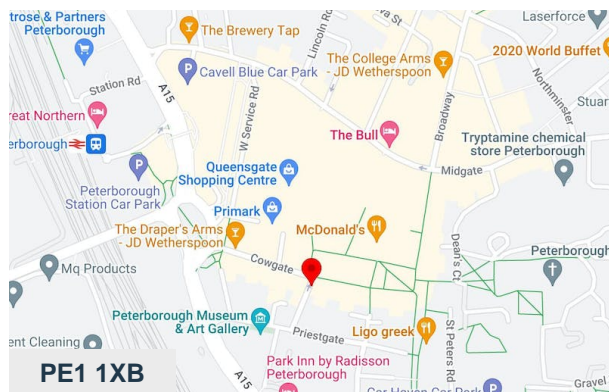 trose & Partners
Peterborough
The Brewery Tap
Lincoln Rd
Laserforce
The College Arms
- JD Wetherspoon
2020 World Buffet
Station Rd
A15
Cavell Blue Car Park
Northminster
Stuar
reat Northern
W Service Rd
Broadway
The Bull
Tryptamine chemical
store Peterborough
erborough
Midgate
Queensgate
Shopping Centre
Peterborough
Station Car Park
Primark
McDonald's
The Draper's Arms
- JD Wetherspoon
Dean's Ct
Peterborough
Cowgate
Mq Products
Peterborough Museum
& Art Gallery
Priestgate
Ligo greek
St Peters Rd
ent Cleaning
Park Inn by Radisson
Peterborough
A15
PE1 1XB
Car Haven Car Park
Gravel